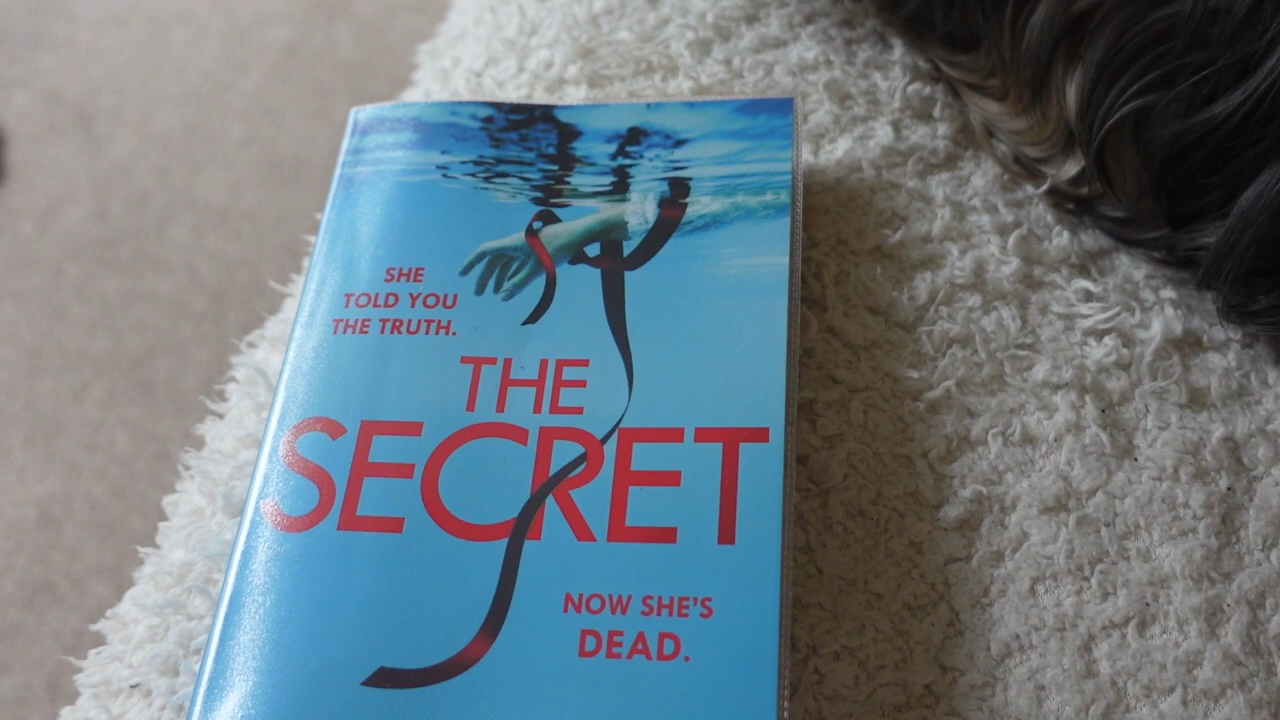 SHE
TOLD YOU
THE TRUTH.
THE
SECRET
NOW SHE'S
DEAD.